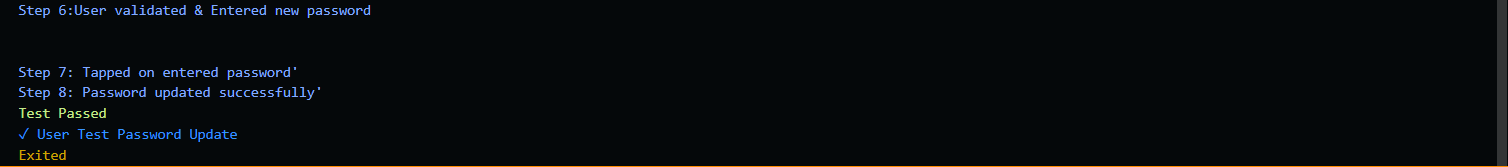 Step 6:User validated & Entered new password
Step 7: Tapped on entered password'
Step 8: Password updated successfully'
Test Passed
✓ User Test Password Update
Exited